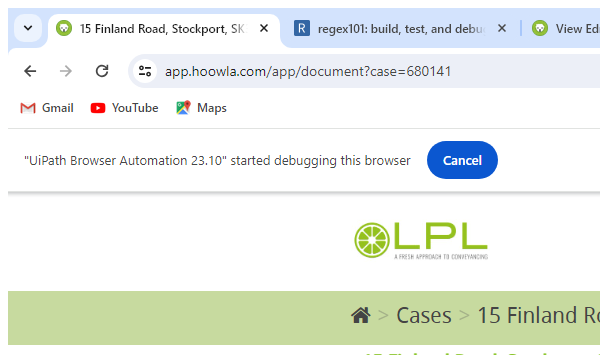 15 Finland Road, Stockport, SK
regex101: build, test, and debu
View Ed
app.hoowla.com/app/document?case=680141
Gmail YouTube Maps
"UiPath Browser Automation 23.10" started debugging this browser Cancel
LPL
A FRESH APPROACH TO CONVEYANCING
> Cases > 15 Finland Ro